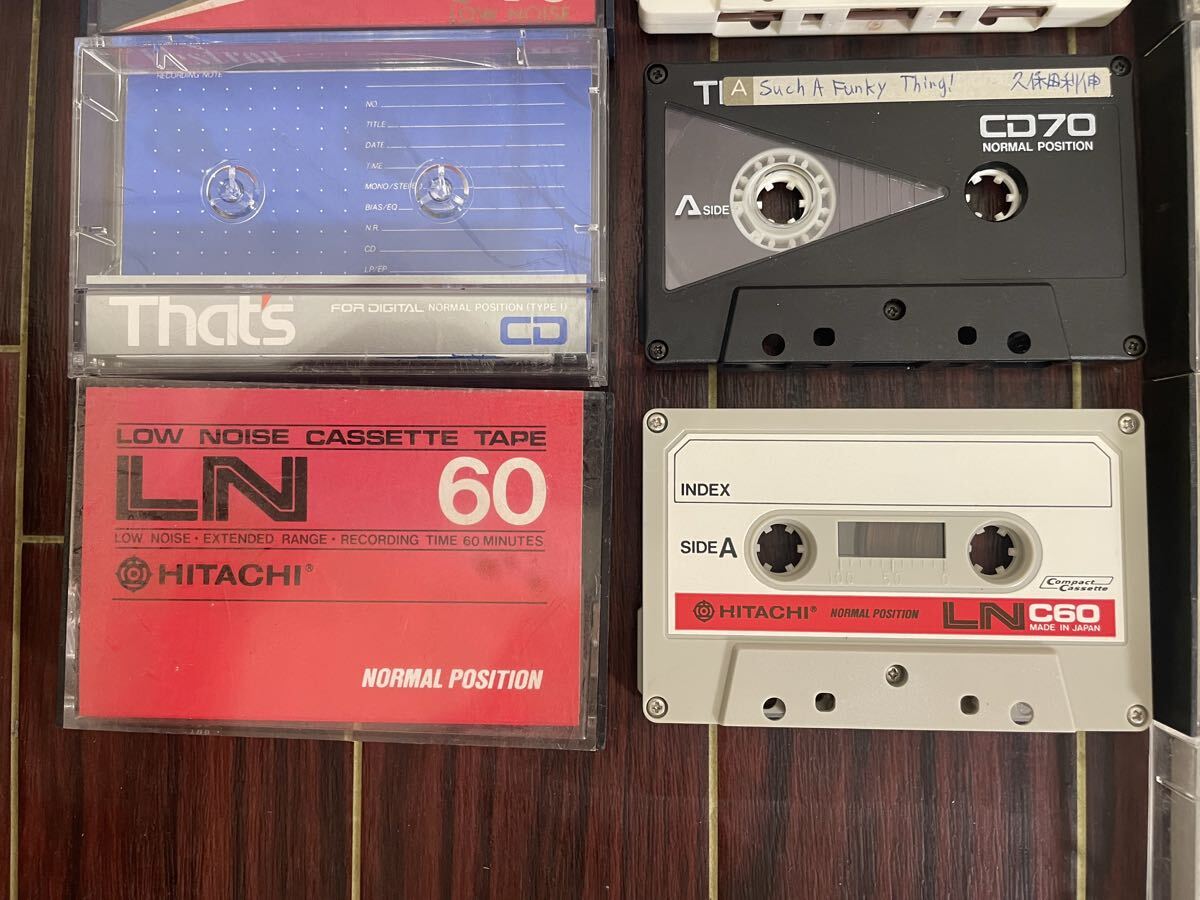 LOW NOISE
RECORDING NOTE
NO.
TITLE
DATE
TIME
MONO/STEREO
BIAS/EQ
N.R.
CD
LP/EP
That's
FOR DIGITAL NORMAL POSITION (TYPE I)
CD
A Such A Funky Thing! 久保田利伸
CD70
NORMAL POSITION
A SIDE
LOW NOISE CASSETTE TAPE
LN 60
LOW NOISE · EXTENDED RANGE · RECORDING TIME 60 MINUTES
HITACHI®
NORMAL POSITION
INDEX
SIDE A
100 50 0
Compact Cassette
HITACHI® NORMAL POSITION LN C60
MADE IN JAPAN